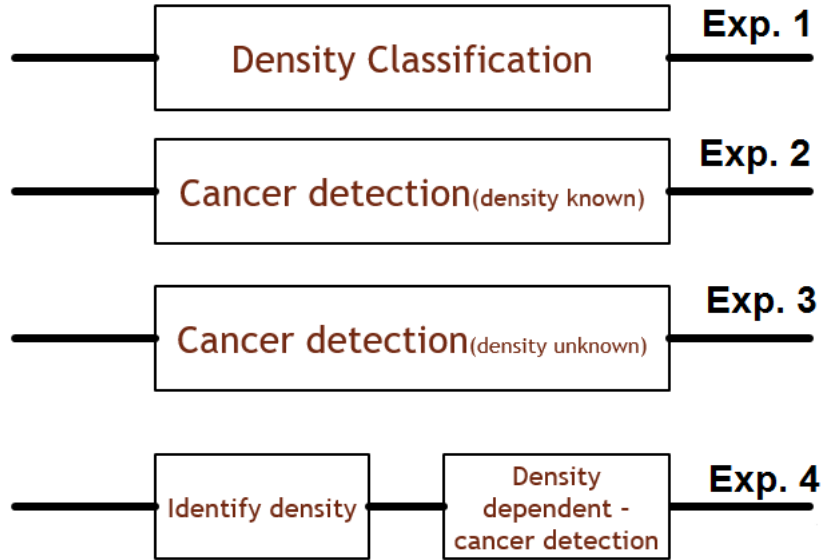 Density Classification
Exp. 1
Cancer detection(density known)
Exp. 2
Cancer detection(density unknown)
Exp. 3
Identify density
Density
dependent -
cancer detection
Exp. 4